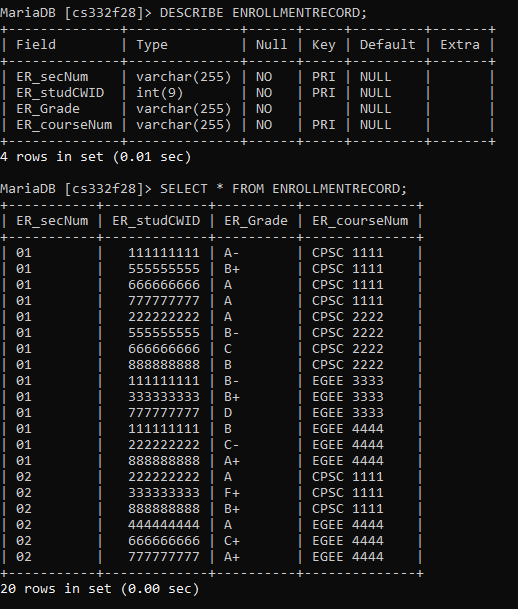 MariaDB [cs332f28]> DESCRIBE ENROLLMENTRECORD;
+--------------+--------------+------+-----+---------+-------+
| Field        | Type         | Null | Key | Default | Extra |
+--------------+--------------+------+-----+---------+-------+
| ER_secNum    | varchar(255) | NO   | PRI | NULL    |       |
| ER_studCWID  | int(9)       | NO   | PRI | NULL    |       |
| ER_Grade     | varchar(255) | NO   |     | NULL    |       |
| ER_courseNum | varchar(255) | NO   | PRI | NULL    |       |
+--------------+--------------+------+-----+---------+-------+
4 rows in set (0.01 sec)

MariaDB [cs332f28]> SELECT * FROM ENROLLMENTRECORD;
+-----------+-------------+----------+--------------+
| ER_secNum | ER_studCWID | ER_Grade | ER_courseNum |
+-----------+-------------+----------+--------------+
| 01        |   111111111 | A-       | CPSC 1111    |
| 01        |   555555555 | B+       | CPSC 1111    |
| 01        |   666666666 | A        | CPSC 1111    |
| 01        |   777777777 | A        | CPSC 1111    |
| 01        |   222222222 | A        | CPSC 2222    |
| 01        |   555555555 | B-       | CPSC 2222    |
| 01        |   666666666 | C        | CPSC 2222    |
| 01        |   888888888 | B        | CPSC 2222    |
| 01        |   111111111 | B-       | EGEE 3333    |
| 01        |   333333333 | B+       | EGEE 3333    |
| 01        |   777777777 | D        | EGEE 3333    |
| 01        |   111111111 | B        | EGEE 4444    |
| 01        |   222222222 | C-       | EGEE 4444    |
| 01        |   888888888 | A+       | EGEE 4444    |
| 02        |   222222222 | A        | CPSC 1111    |
| 02        |   333333333 | F+       | CPSC 1111    |
| 02        |   888888888 | B+       | CPSC 1111    |
| 02        |   444444444 | A        | EGEE 4444    |
| 02        |   666666666 | C+       | EGEE 4444    |
| 02        |   777777777 | A+       | EGEE 4444    |
+-----------+-------------+----------+--------------+
20 rows in set (0.00 sec)